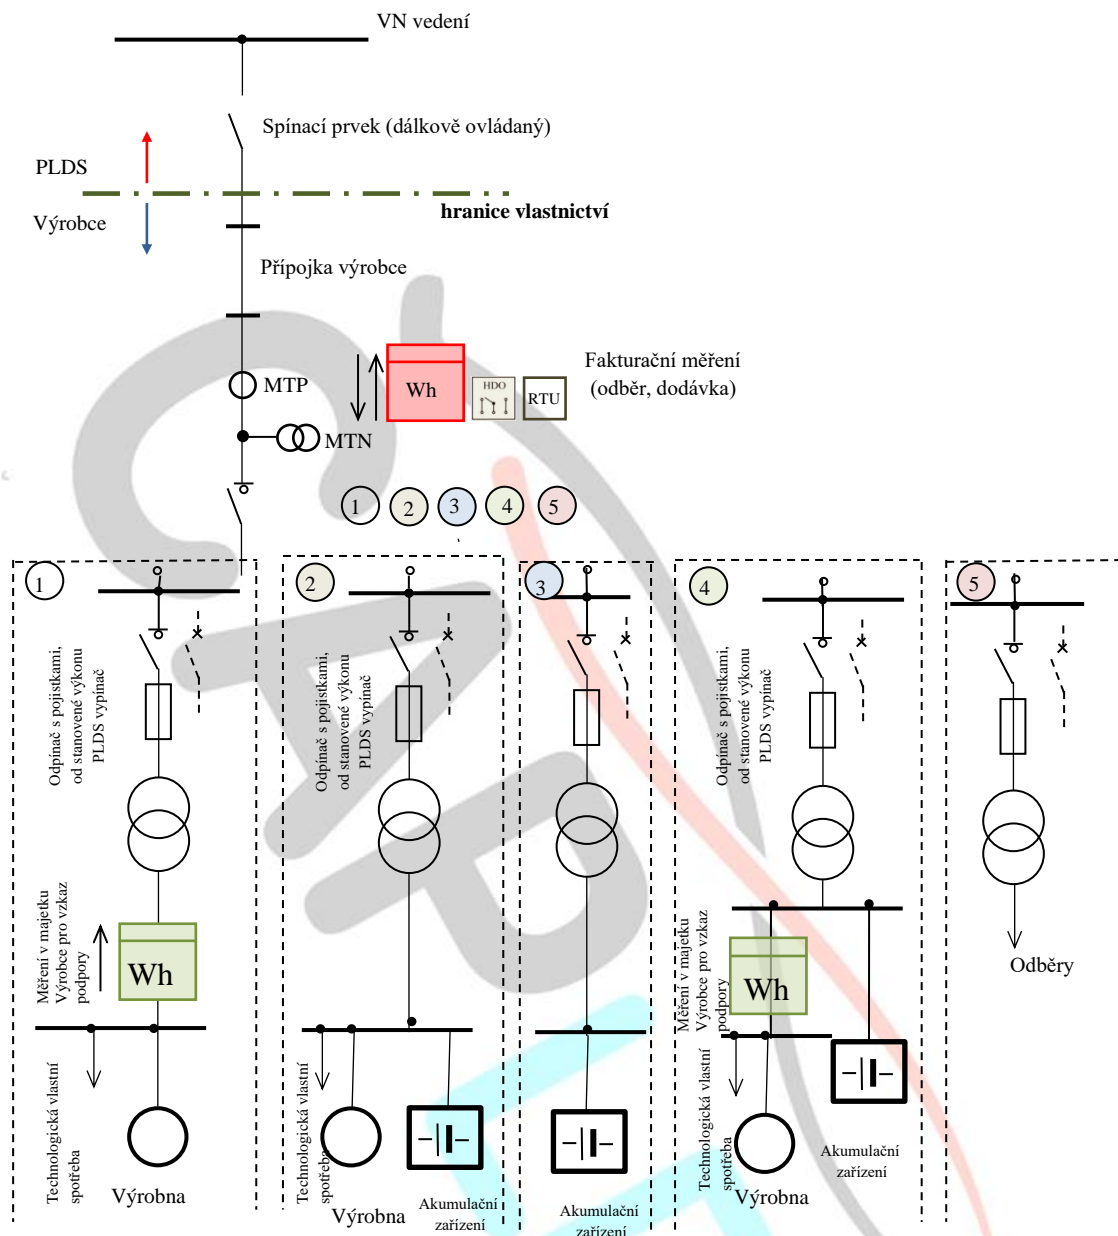 VN vedení
Spínací prvek (dálkově ovládaný)
PLDS
Výrobce
hranice vlastnictví
Přípojka výrobce
MTP
Wh
HDO
RTU
Fakturační měření
(odběr, dodávka)
MTN
1
2
3
4
5
1
Odpínač s pojistkami,
od stanovené výkonu
PLDS vypínač
Měření v majetku
Výrobce pro vzkaz
podpory
Wh
Technologická vlastní
spotřeba
Výrobna
2
Odpínač s pojistkami,
od stanovené výkonu
PLDS vypínač
Technologická vlastní
spotřeba
Výrobna
Akumulační
zařízení
3
Akumulační
zařízení
4
Odpínač s pojistkami,
od stanovené výkonu
PLDS vypínač
Měření v majetku
Výrobce pro vzkaz
podpory
Wh
Technologická vlastní
spotřeba
Výrobna
Akumulační
zařízení
5
Odběry